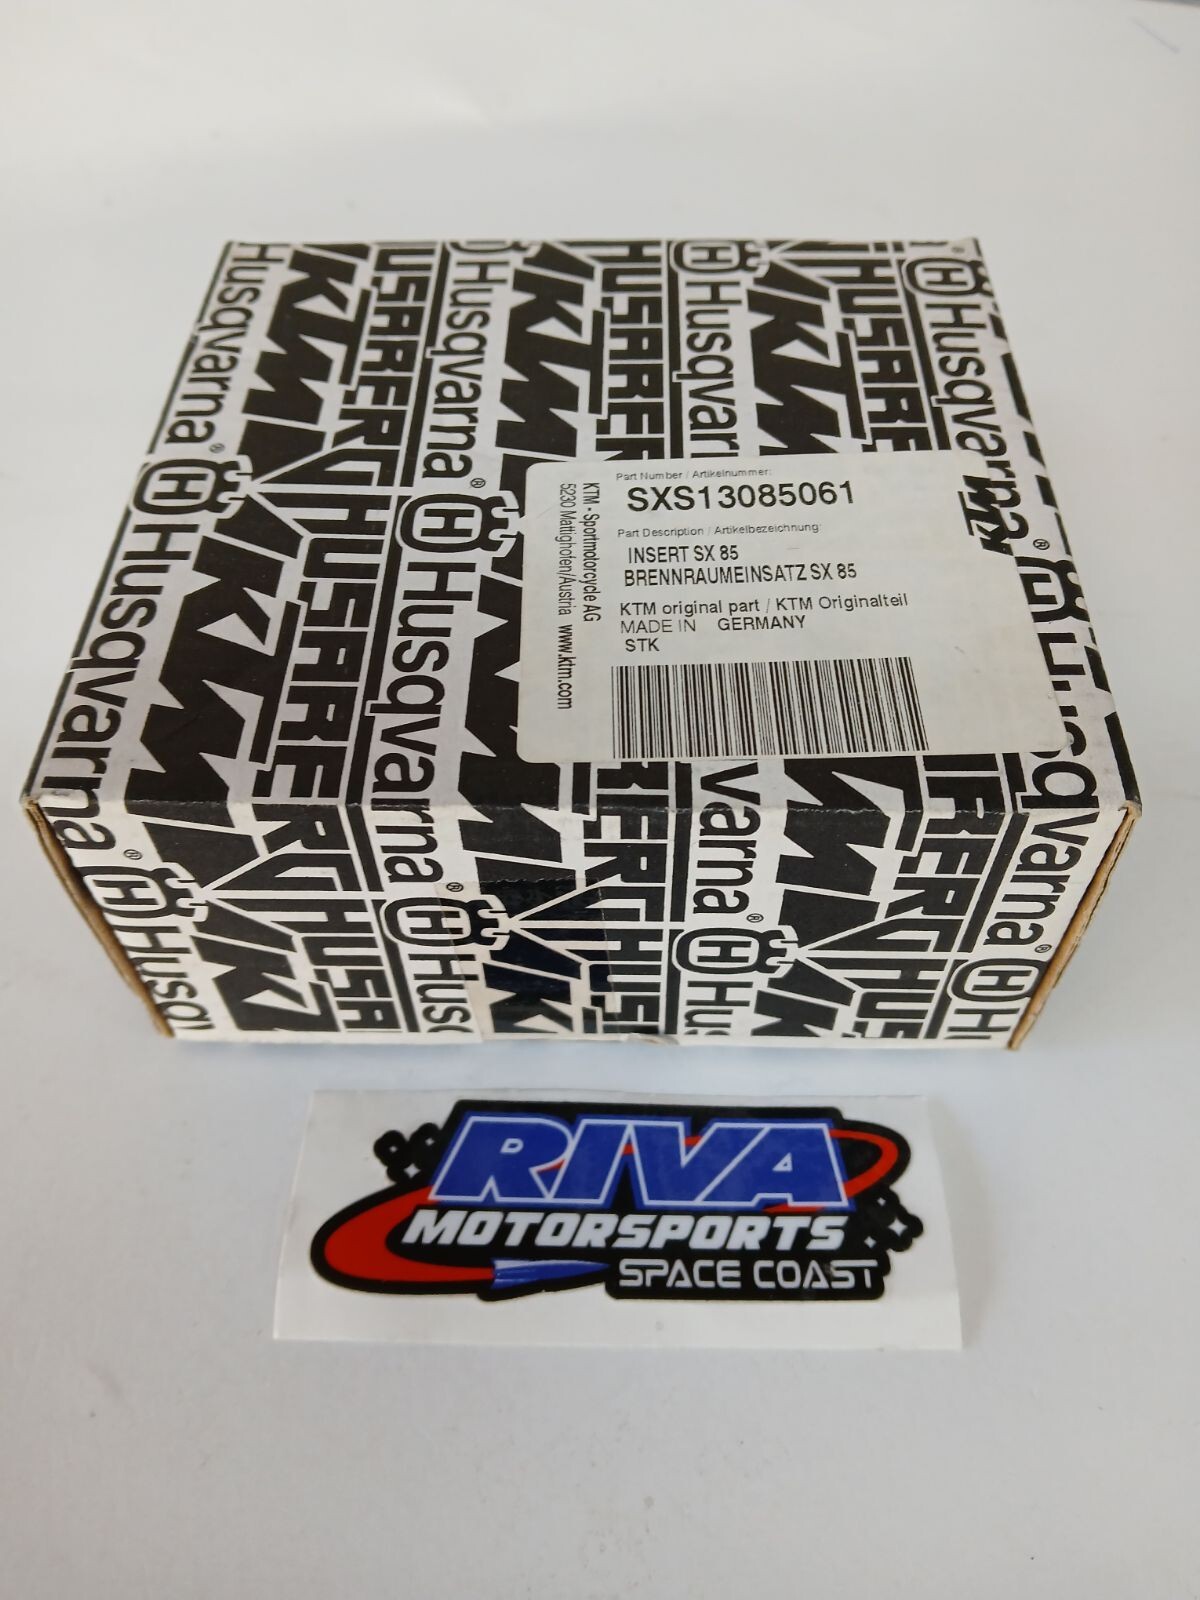 Husqvarna
KTM
HUSABERG
Part Number / Artikelnummer:
SXS13085061
Part Description / Artikelbezeichnung:
INSERT SX 85
BRENNRAUMEINSATZ SX 85
KTM original part / KTM Originalteil
MADE IN GERMANY
STK
KTM - Sportmotorcycle AG
5230 Mattighofen/Austria www.ktm.com
KTM
RIVA
MOTORSPORTS
SPACE COAST